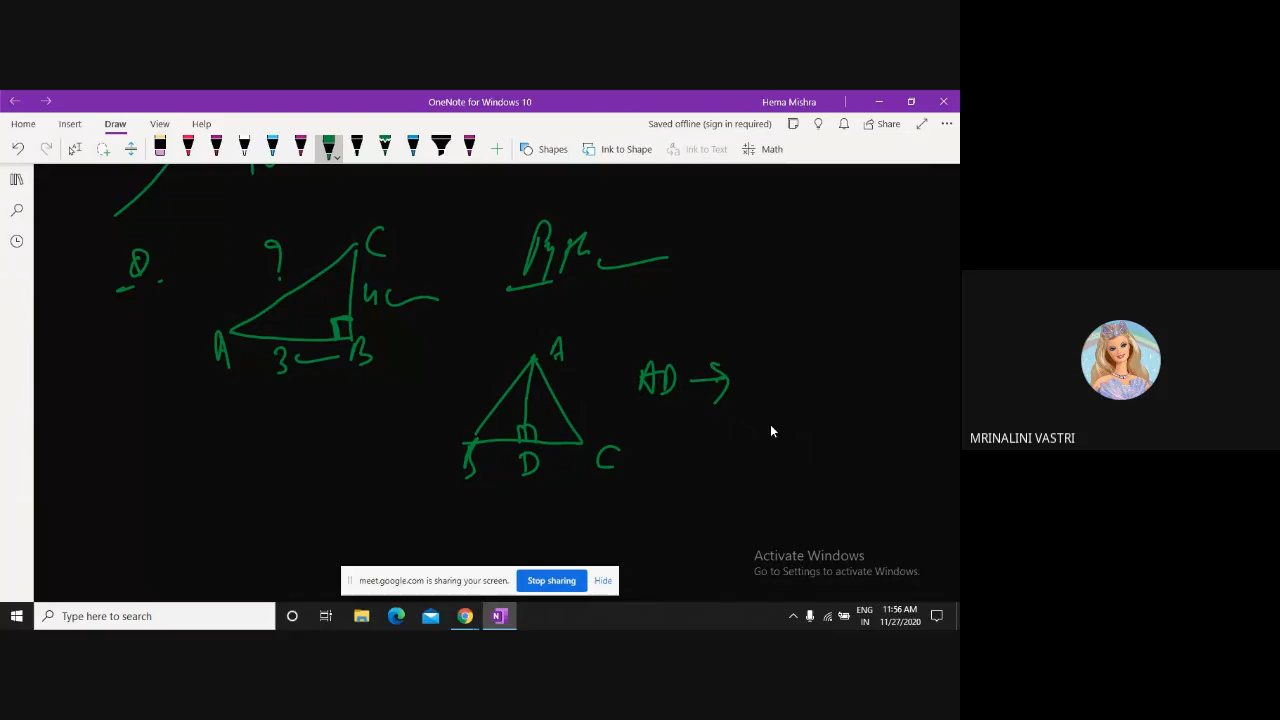 OneNote for Windows 10
Hema Mishra
Home Insert Draw View Help
Saved offline (sign in required)
Share
Shapes
Ink to Shape
Ink to Text
Math
Q.
?
C
4
A
3
B
A
AD →
B
D
C
MRINALINI VASTRI
Activate Windows
Go to Settings to activate Windows.
meet.google.com is sharing your screen.
Stop sharing
Hide
Type here to search
ENG
IN
11:56 AM
11/27/2020